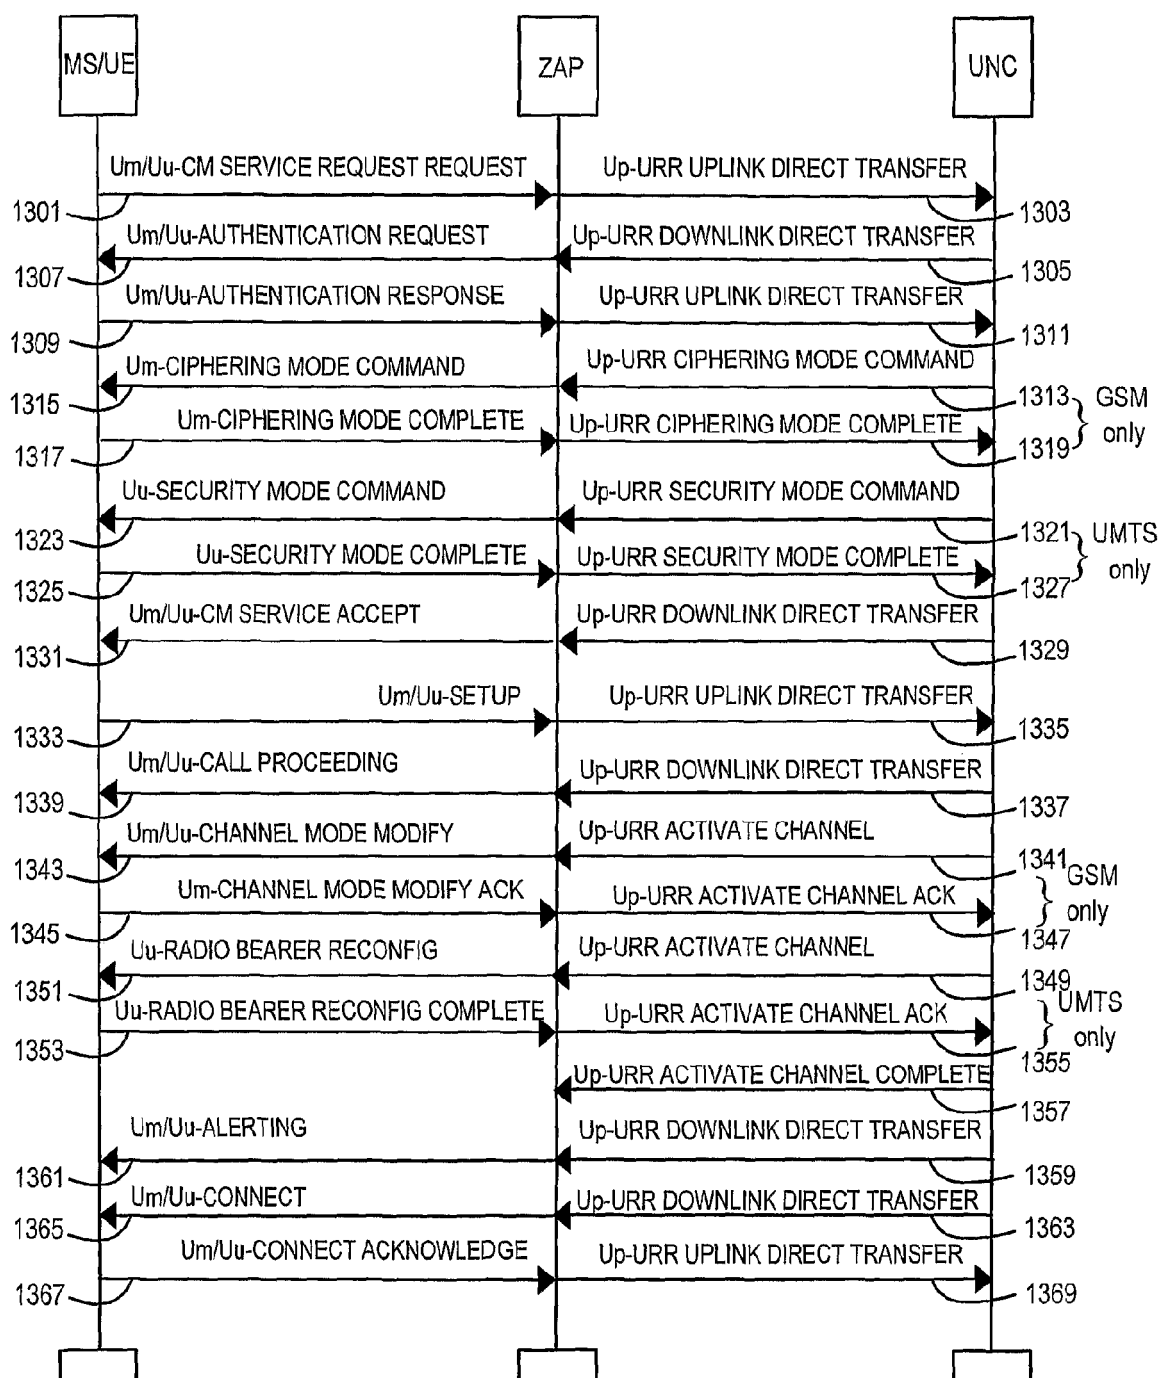 MS/UE
ZAP
UNC
Um/Uu-CM SERVICE REQUEST REQUEST
Up-URR UPLINK DIRECT TRANSFER
1301
1303
Um/Uu-AUTHENTICATION REQUEST
Up-URR DOWNLINK DIRECT TRANSFER
1307
1305
Um/Uu-AUTHENTICATION RESPONSE
Up-URR UPLINK DIRECT TRANSFER
1309
1311
Um-CIPHERING MODE COMMAND
Up-URR CIPHERING MODE COMMAND
1315
1313
GSM
only
Um-CIPHERING MODE COMPLETE
Up-URR CIPHERING MODE COMPLETE
1317
1319
Uu-SECURITY MODE COMMAND
Up-URR SECURITY MODE COMMAND
1323
1321
UMTS
only
Uu-SECURITY MODE COMPLETE
Up-URR SECURITY MODE COMPLETE
1325
1327
Um/Uu-CM SERVICE ACCEPT
Up-URR DOWNLINK DIRECT TRANSFER
1331
1329
Um/Uu-SETUP
Up-URR UPLINK DIRECT TRANSFER
1333
1335
Um/Uu-CALL PROCEEDING
Up-URR DOWNLINK DIRECT TRANSFER
1339
1337
Um/Uu-CHANNEL MODE MODIFY
Up-URR ACTIVATE CHANNEL
1343
1341
GSM
only
Um-CHANNEL MODE MODIFY ACK
Up-URR ACTIVATE CHANNEL ACK
1345
1347
Uu-RADIO BEARER RECONFIG
Up-URR ACTIVATE CHANNEL
1351
1349
UMTS
only
Uu-RADIO BEARER RECONFIG COMPLETE
Up-URR ACTIVATE CHANNEL ACK
1353
1355
Up-URR ACTIVATE CHANNEL COMPLETE
1357
Um/Uu-ALERTING
Up-URR DOWNLINK DIRECT TRANSFER
1361
1359
Um/Uu-CONNECT
Up-URR DOWNLINK DIRECT TRANSFER
1365
1363
Um/Uu-CONNECT ACKNOWLEDGE
Up-URR UPLINK DIRECT TRANSFER
1367
1369